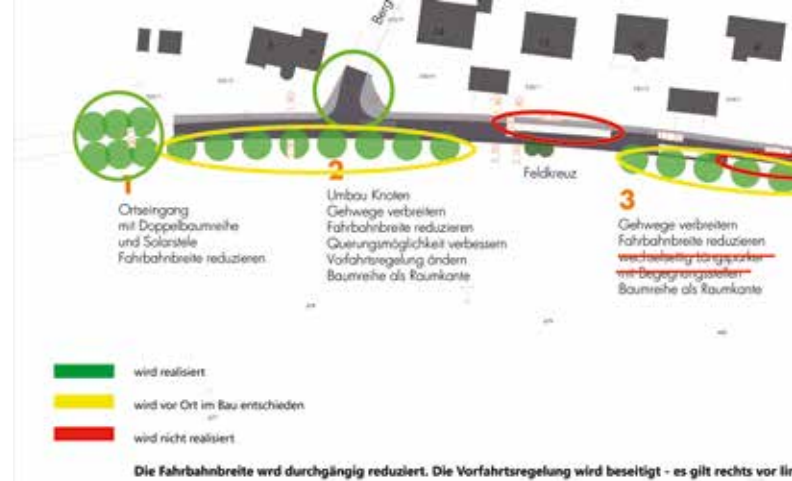 Berg
1
Ortseingang
mit Doppelbaumreihe
und Solarstele
Fahrbahnbreite reduzieren
2
Umbau Knoten
Gehwege verbreitern
Fahrbahnbreite reduzieren
Querungsmöglichkeit verbessern
Vorfahrtsregelung ändern
Baumreihe als Raumkante
Feldkreuz
3
Gehwege verbreitern
Fahrbahnbreite reduzieren
wechselseitig Längsparker
mit Begegnungsstellen
Baumreihe als Raumkante
wird realisiert
wird vor Ort im Bau entschieden
wird nicht realisiert
Die Fahrbahnbreite wrd durchgängig reduziert. Die Vorfahrtsregelung wird beseitigt - es gilt rechts vor lin